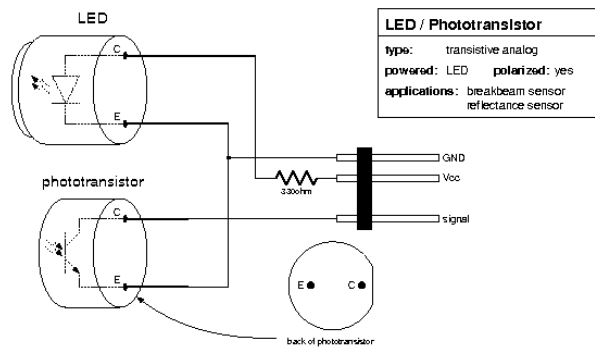 LED
C
E
LED / Phototransistor
type: transistive analog
powered: LED polarized: yes
applications: breakbeam sensor
reflectance sensor
GND
Vcc
330ohm
signal
phototransistor
C
E
E C
back of phototransistor